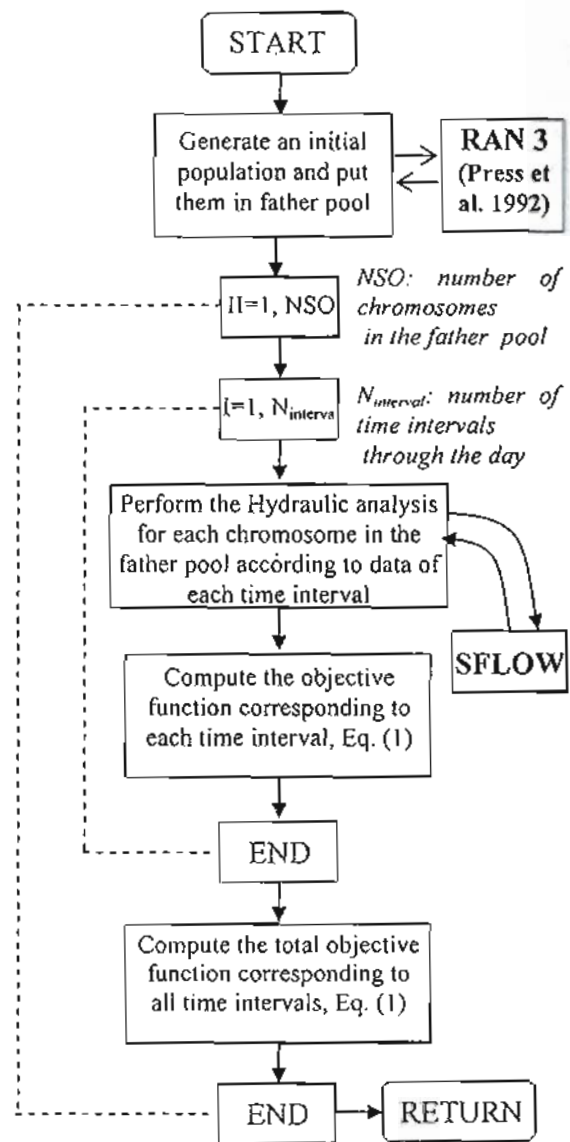 START
Generate an initial
population and put
them in father pool
RAN 3
(Press et
al. 1992)
II=1, NSO
NSO: number of
chromosomes
in the father pool
I=1, Ninterva
Ninterval: number of
time intervals
through the day
Perform the Hydraulic analysis
for each chromosome in the
father pool according to data of
each time interval
SFLOW
Compute the objective
function corresponding to
each time interval, Eq. (1)
END
Compute the total objective
function corresponding to
all time intervals, Eq. (1)
END
RETURN